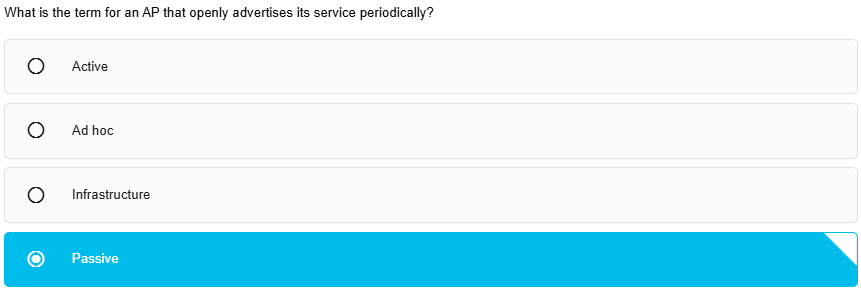 What is the term for an AP that openly advertises its service periodically?
Active
Ad hoc
Infrastructure
Passive